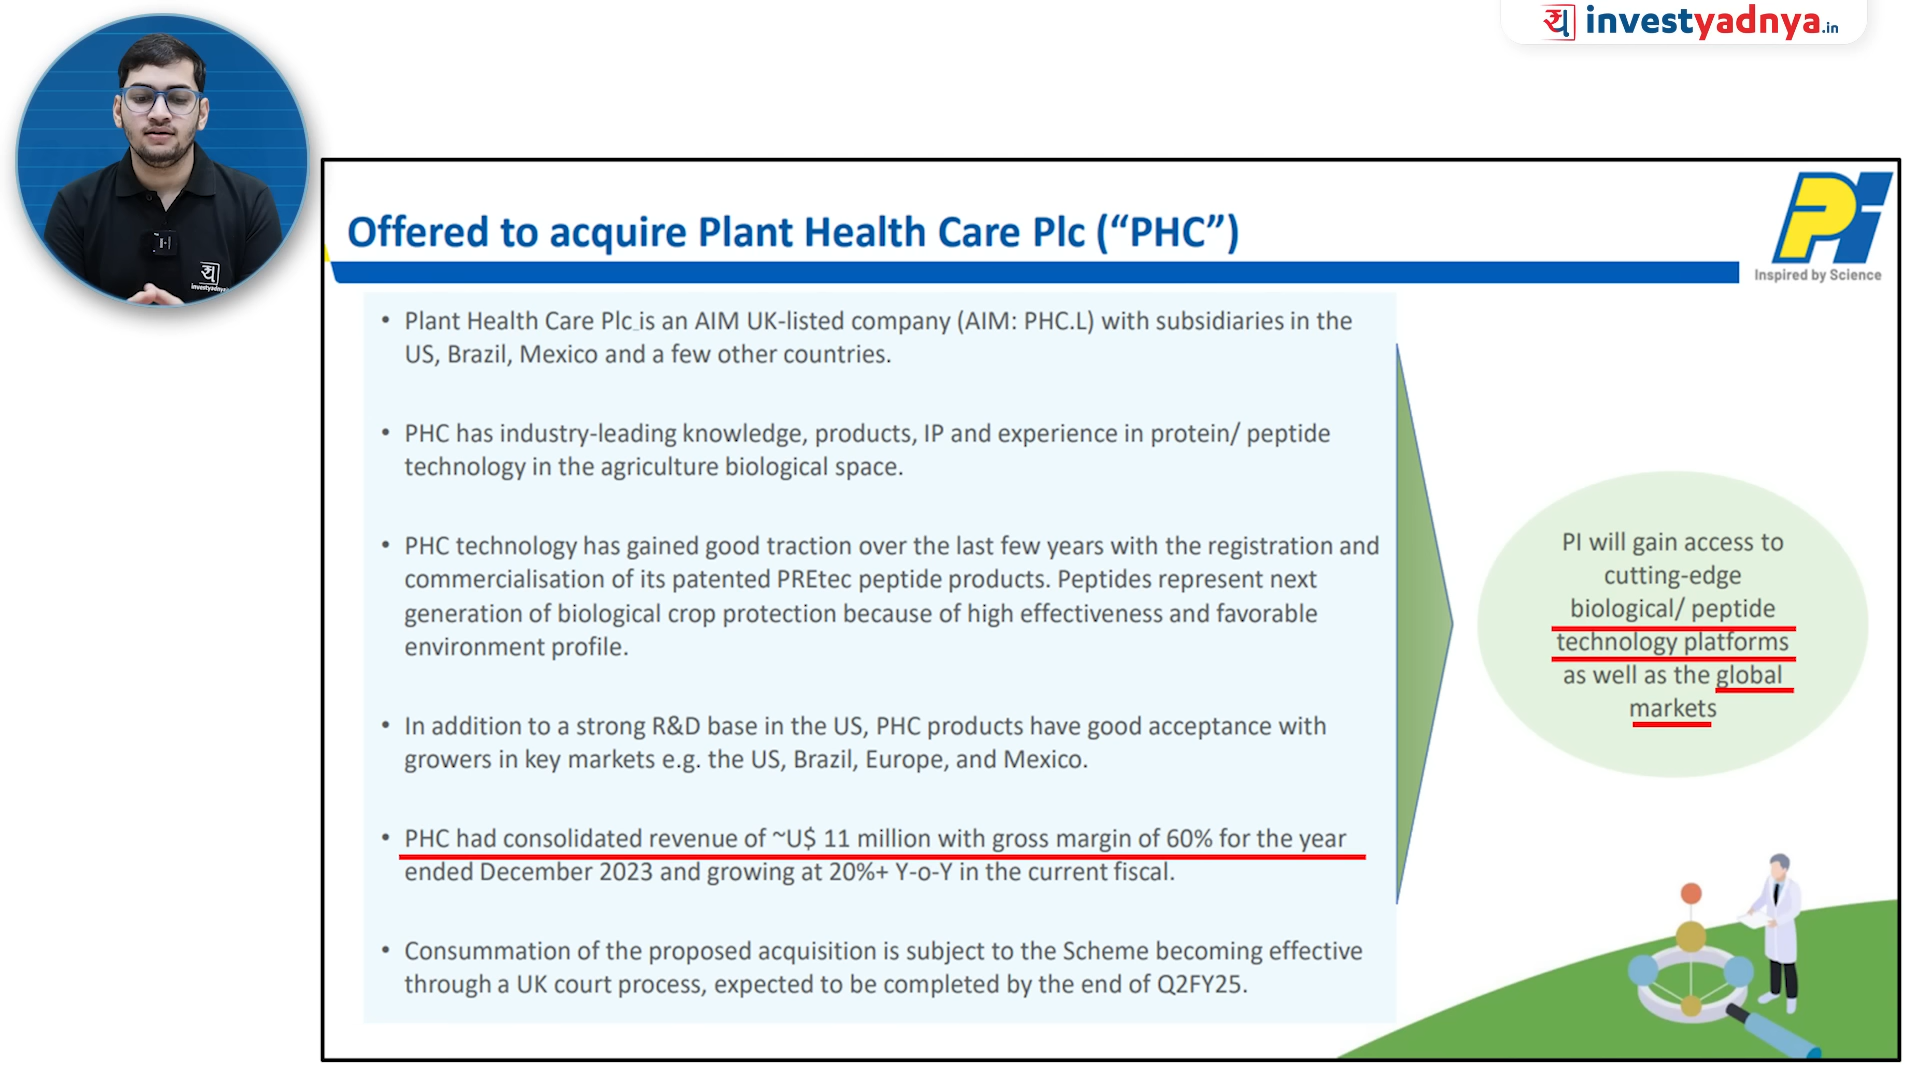 investyadnya.in
investyadnya
Offered to acquire Plant Health Care Plc (“PHC”)
PI
Inspired by Science
• Plant Health Care Plc is an AIM UK-listed company (AIM: PHC.L) with subsidiaries in the
US, Brazil, Mexico and a few other countries.
• PHC has industry-leading knowledge, products, IP and experience in protein/ peptide
technology in the agriculture biological space.
• PHC technology has gained good traction over the last few years with the registration and
commercialisation of its patented PREtec peptide products. Peptides represent next
generation of biological crop protection because of high effectiveness and favorable
environment profile.
• In addition to a strong R&D base in the US, PHC products have good acceptance with
growers in key markets e.g. the US, Brazil, Europe, and Mexico.
• PHC had consolidated revenue of ~U$ 11 million with gross margin of 60% for the year
ended December 2023 and growing at 20%+ Y-o-Y in the current fiscal.
• Consummation of the proposed acquisition is subject to the Scheme becoming effective
through a UK court process, expected to be completed by the end of Q2FY25.
PI will gain access to
cutting-edge
biological/ peptide
technology platforms
as well as the global
markets